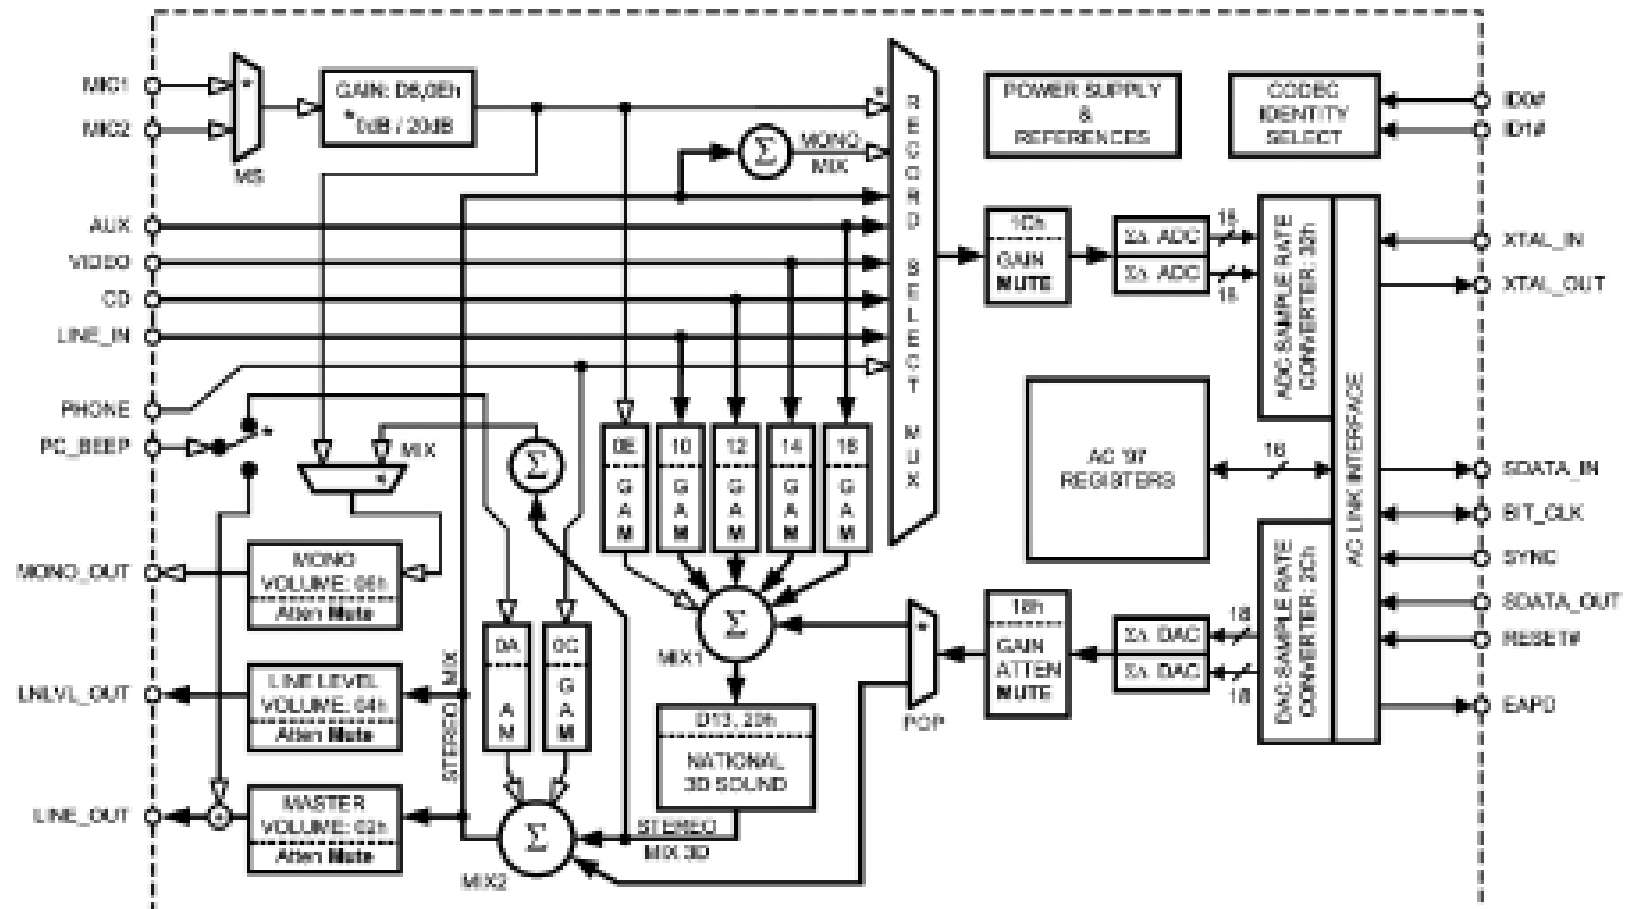 MIC1
MIC2
MS
GAIN: D6,0Eh
*0dB / 20dB
Σ
MONO
MIX
RECORD SELECT MUX
POWER SUPPLY
&
REFERENCES
CODEC
IDENTITY
SELECT
ID0#
ID1#
AUX
VIDEO
CD
LINE_IN
PHONE
PC_BEEP
*
MIX
Σ
0E
GAM
10
GAM
12
GAM
14
GAM
16
GAM
1Ch
GAIN
MUTE
ΣΔ ADC
ΣΔ ADC
18
18
ADC SAMPLE RATE
CONVERTER: 32h
XTAL_IN
XTAL_OUT
AC '97
REGISTERS
16
AC LINK INTERFACE
SDATA_IN
BIT_CLK
SYNC
SDATA_OUT
RESET#
EAPD
MONO_OUT
MONO
VOLUME: 06h
Atten Mute
LNLVL_OUT
LINE LEVEL
VOLUME: 04h
Atten Mute
LINE_OUT
MASTER
VOLUME: 02h
Atten Mute
STEREO MIX
0A
AM
0C
GAM
Σ
MIX1
D13, 20h
NATIONAL
3D SOUND
STEREO
MIX 3D
Σ
MIX2
POP
18h
GAIN
ATTEN
MUTE
ΣΔ DAC
ΣΔ DAC
18
18
DAC SAMPLE RATE
CONVERTER: 2Ch